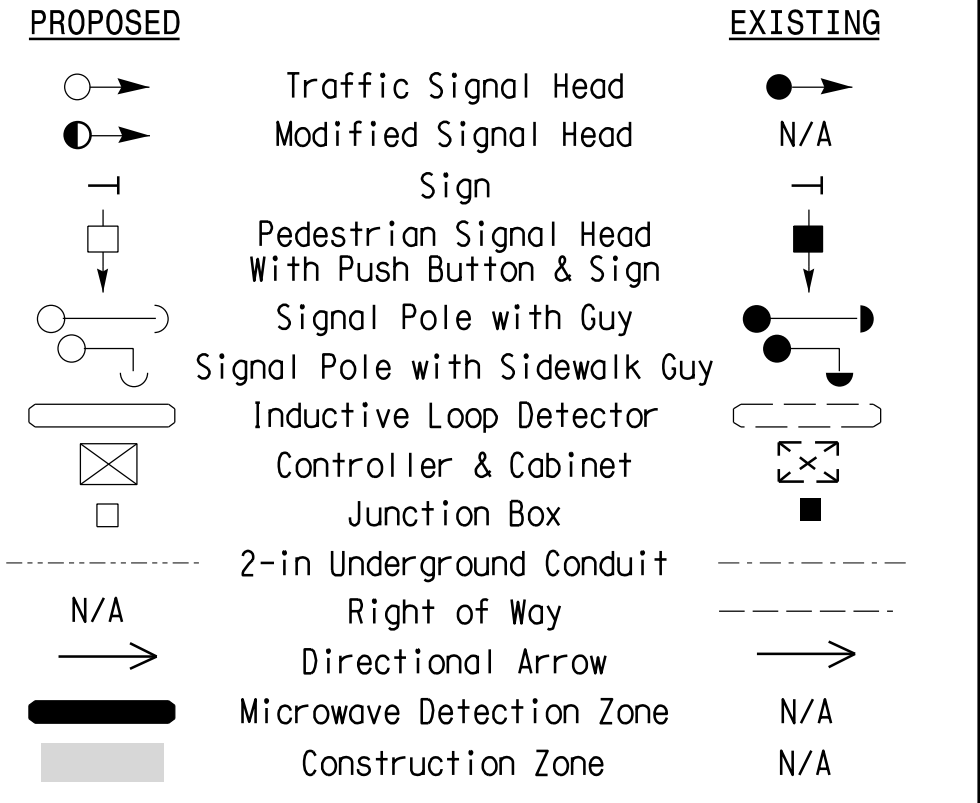 PROPOSED EXISTING
Traffic Signal Head
Modified Signal Head N/A
Sign
Pedestrian Signal Head
With Push Button & Sign
Signal Pole with Guy
Signal Pole with Sidewalk Guy
Inductive Loop Detector
Controller & Cabinet
Junction Box
2-in Underground Conduit
N/A Right of Way
Directional Arrow
Microwave Detection Zone N/A
Construction Zone N/A